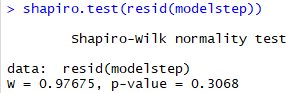 > shapiro.test(resid(modelstep))
Shapiro-Wilk normality test
data:  resid(modelstep)
W = 0.97675, p-value = 0.3068